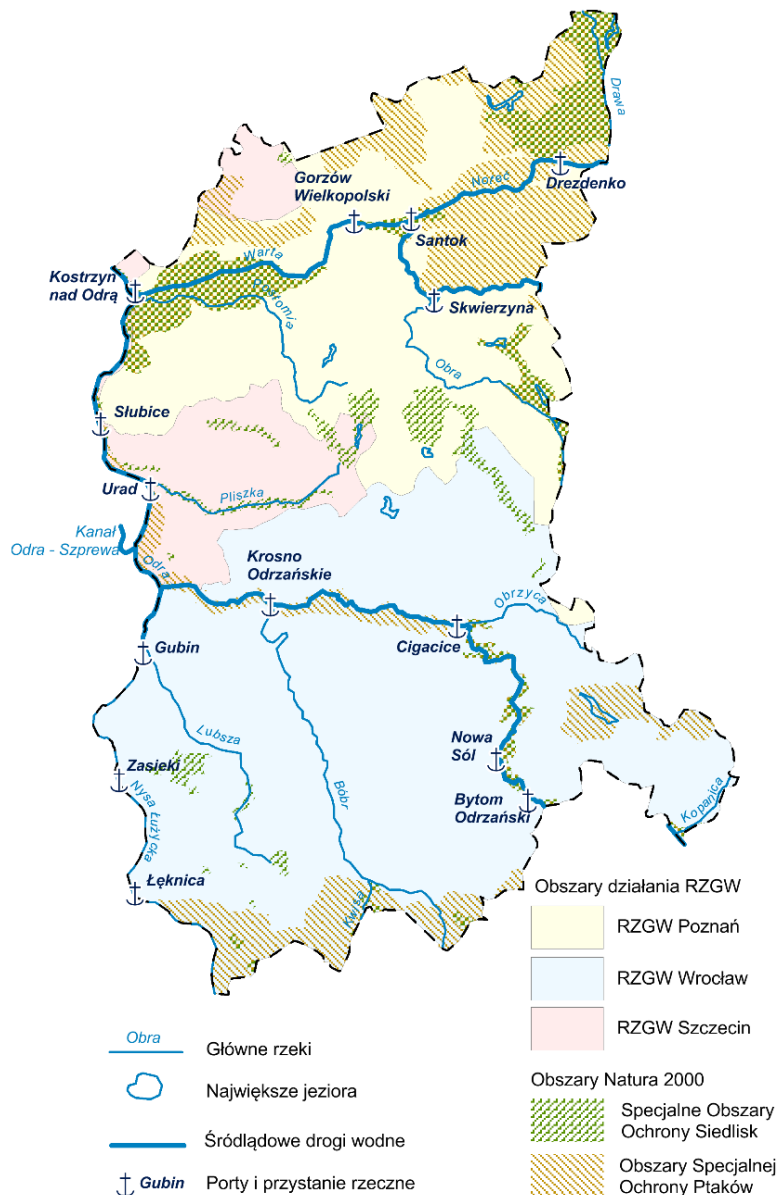 Drawa
Gorzów
Wielkopolski
Noteć
Drezdenko
Santok
Warta
Kostrzyn
nad Odrą
Postomia
Skwierzyna
Obra
Słubice
Urad
Pliszka
Kanał
Odra - Szprewa
Odra
Krosno
Odrzańskie
Obrzyca
Cigacice
Gubin
Lubsza
Nowa
Sól
Zasieki
Bóbr
Bytom
Odrzański
Kopanica
Nysa Łużycka
Łęknica
Kwisa
Obszary działania RZGW
RZGW Poznań
RZGW Wrocław
RZGW Szczecin
Obra
Główne rzeki
Największe jeziora
Śródlądowe drogi wodne
Gubin
Porty i przystanie rzeczne
Obszary Natura 2000
Specjalne Obszary
Ochrony Siedlisk
Obszary Specjalnej
Ochrony Ptaków